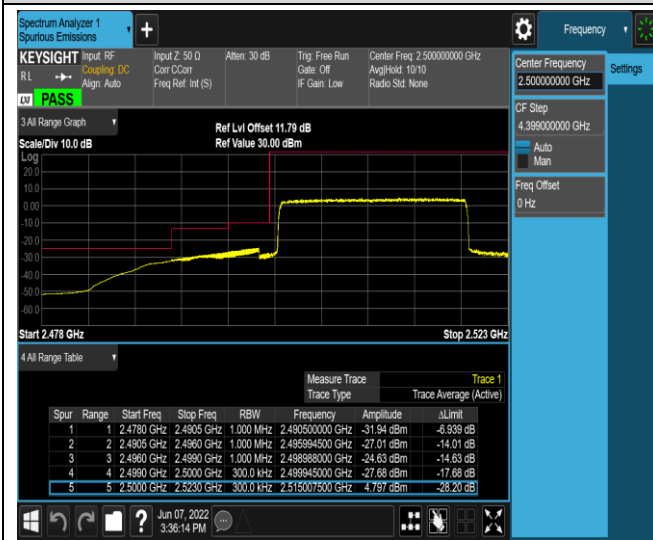 Spectrum Analyzer 1
Spurious Emissions
+
Frequency
KEYSIGHT Input: RF Input Z: 50 Ω Atten: 30 dB Trig: Free Run Center Freq: 2.500000000 GHz
RL Coupling: DC Corr CCorr Gate: Off Avg|Hold: 10/10
Align: Auto Freq Ref: Int (S) IF Gain: Low Radio Std: None
LXI PASS
Center Frequency
2.500000000 GHz
Settings
CF Step
4.399000000 GHz
Auto
Man
Freq Offset
0 Hz
3 All Range Graph
Ref Lvl Offset 11.79 dB
Scale/Div 10.0 dB Ref Value 30.00 dBm
Log
20.0
10.0
0.00
-10.0
-20.0
-30.0
-40.0
-50.0
-60.0
Start 2.478 GHz Stop 2.523 GHz
4 All Range Table
Measure Trace Trace 1
Trace Type Trace Average (Active)
Spur Range Start Freq Stop Freq RBW Frequency Amplitude ΔLimit
1 1 2.4780 GHz 2.4905 GHz 1.000 MHz 2.490500000 GHz -31.94 dBm -6.939 dB
2 2 2.4905 GHz 2.4960 GHz 1.000 MHz 2.495994500 GHz -27.01 dBm -14.01 dB
3 3 2.4960 GHz 2.4990 GHz 1.000 MHz 2.498988000 GHz -24.63 dBm -14.63 dB
4 4 2.4990 GHz 2.5000 GHz 300.0 kHz 2.499945000 GHz -27.68 dBm -17.68 dB
5 5 2.5000 GHz 2.5230 GHz 300.0 kHz 2.515007500 GHz 4.797 dBm -28.20 dB
? Jun 07, 2022
3:36:14 PM